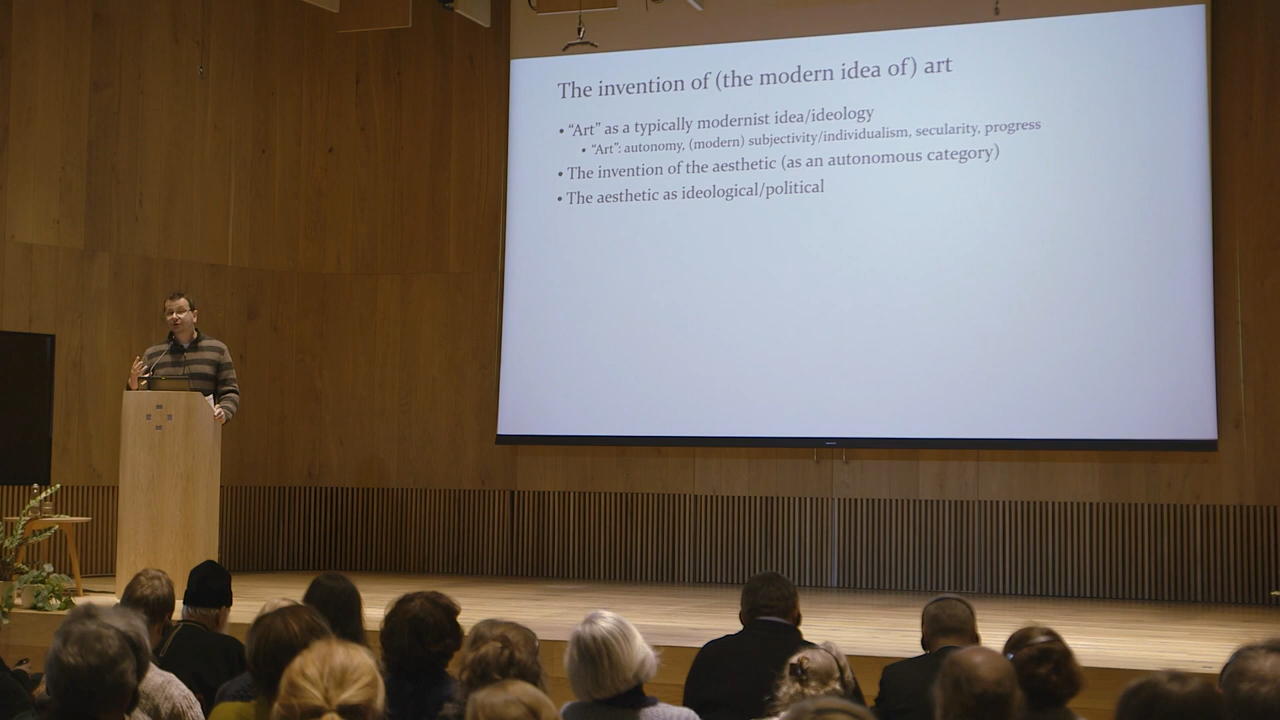 The invention of (the modern idea of) art
• “Art” as a typically modernist idea/ideology
• “Art”: autonomy, (modern) subjectivity/individualism, secularity, progress
• The invention of the aesthetic (as an autonomous category)
• The aesthetic as ideological/political